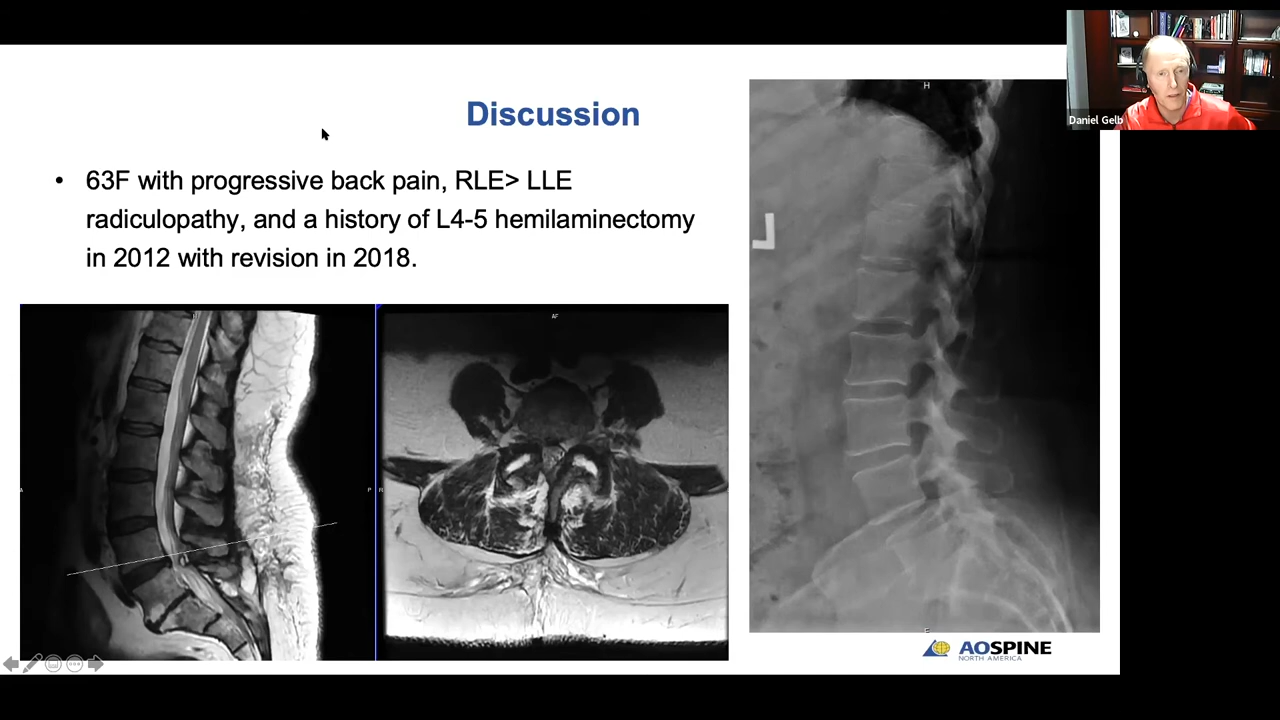 Daniel Gelb
Discussion
• 63F with progressive back pain, RLE> LLE
radiculopathy, and a history of L4-5 hemilaminectomy
in 2012 with revision in 2018.
H
L
AF
A
P
R
AOSPINE
NORTH AMERICA